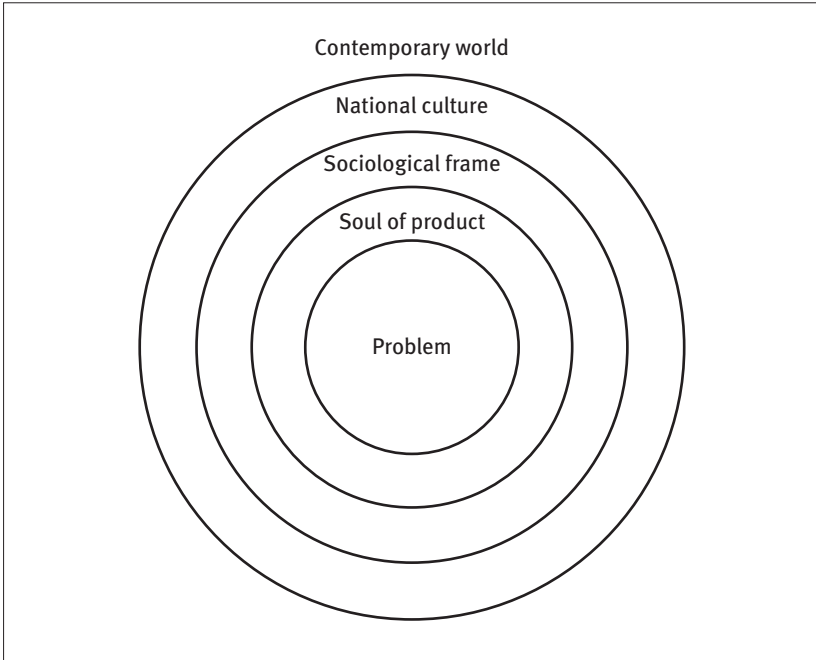 Contemporary world
National culture
Sociological frame
Soul of product
Problem